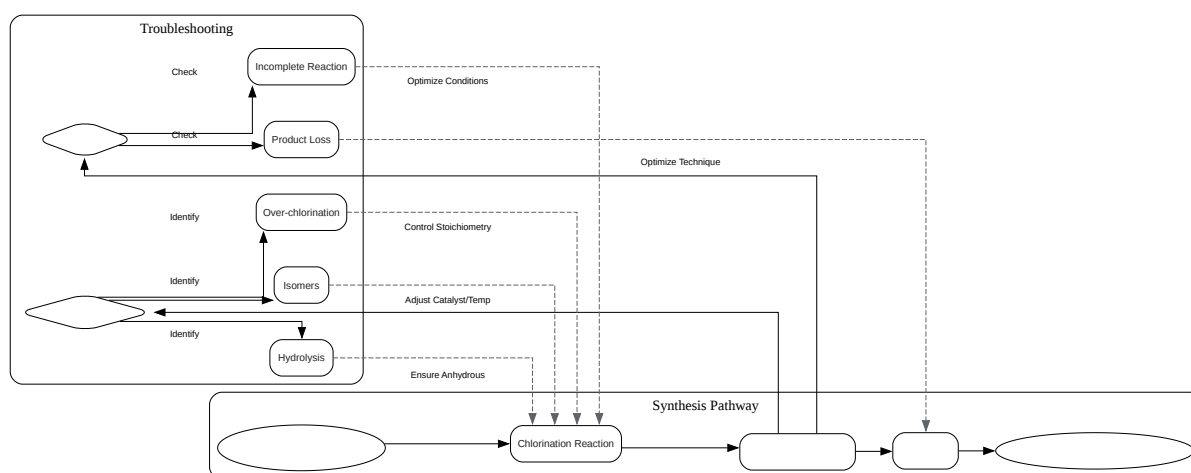 Troubleshooting
Check
Incomplete Reaction
Optimize Conditions
Check
Product Loss
Optimize Technique
Identify
Over-chlorination
Control Stoichiometry
Identify
Isomers
Adjust Catalyst/Temp
Identify
Hydrolysis
Ensure Anhydrous
Synthesis Pathway
Chlorination Reaction